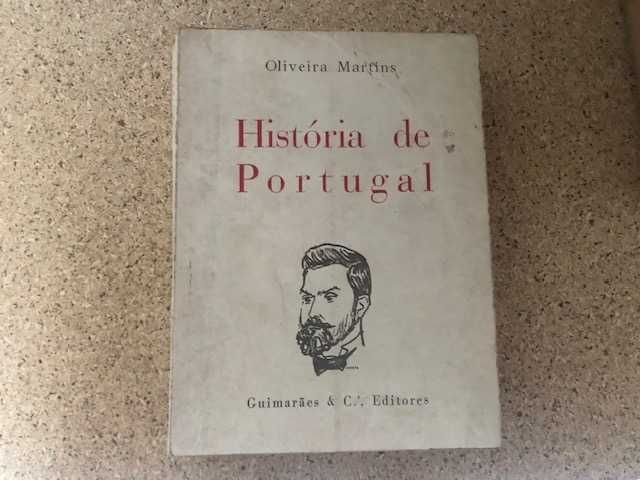 Oliveira Martins
História de
Portugal
Guimarães & C.ª, Editores